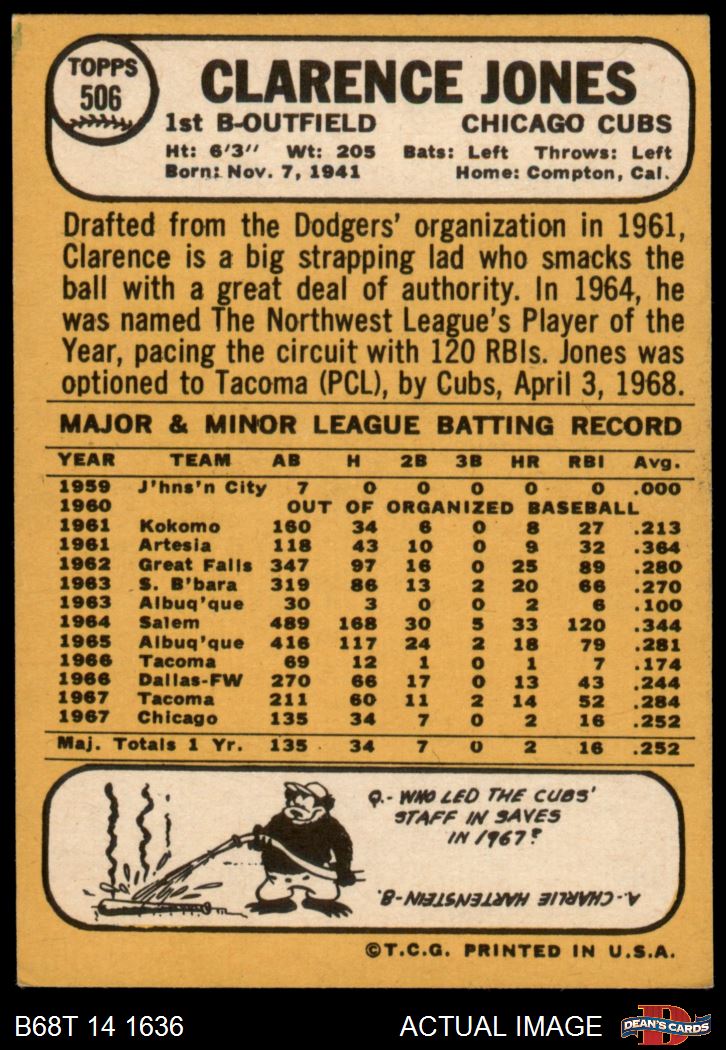 TOPPS
506
CLARENCE JONES
1st B-OUTFIELD CHICAGO CUBS
Ht: 6'3" Wt: 205 Bats: Left Throws: Left
Born: Nov. 7, 1941 Home: Compton, Cal.
Drafted from the Dodgers' organization in 1961,
Clarence is a big strapping lad who smacks the
ball with a great deal of authority. In 1964, he
was named The Northwest League's Player of the
Year, pacing the circuit with 120 RBIs. Jones was
optioned to Tacoma (PCL), by Cubs, April 3, 1968.
MAJOR & MINOR LEAGUE BATTING RECORD
YEAR TEAM AB H 2B 3B HR RBI Avg.
1959 J'hns'n City 7 0 0 0 0 0 .000
1960 OUT OF ORGANIZED BASEBALL
1961 Kokomo 160 34 6 0 8 27 .213
1961 Artesia 118 43 10 0 9 32 .364
1962 Great Falls 347 97 16 0 25 89 .280
1963 S. B'bara 319 86 13 2 20 66 .270
1963 Albuq'que 30 3 0 0 2 6 .100
1964 Salem 489 168 30 5 33 120 .344
1965 Albuq'que 416 117 24 2 18 79 .281
1966 Tacoma 69 12 1 0 1 7 .174
1966 Dallas-FW 270 66 17 0 13 43 .244
1967 Tacoma 211 60 11 2 14 52 .284
1967 Chicago 135 34 7 0 2 16 .252
Maj. Totals 1 Yr. 135 34 7 0 2 16 .252
Q.- WHO LED THE CUBS'
STAFF IN SAVES
IN 1967?
A.- CHARLIE HARTENSTEIN-8.
©T.C.G. PRINTED IN U.S.A.
B68T 14 1636 ACTUAL IMAGE
D
DEAN'S CARDS